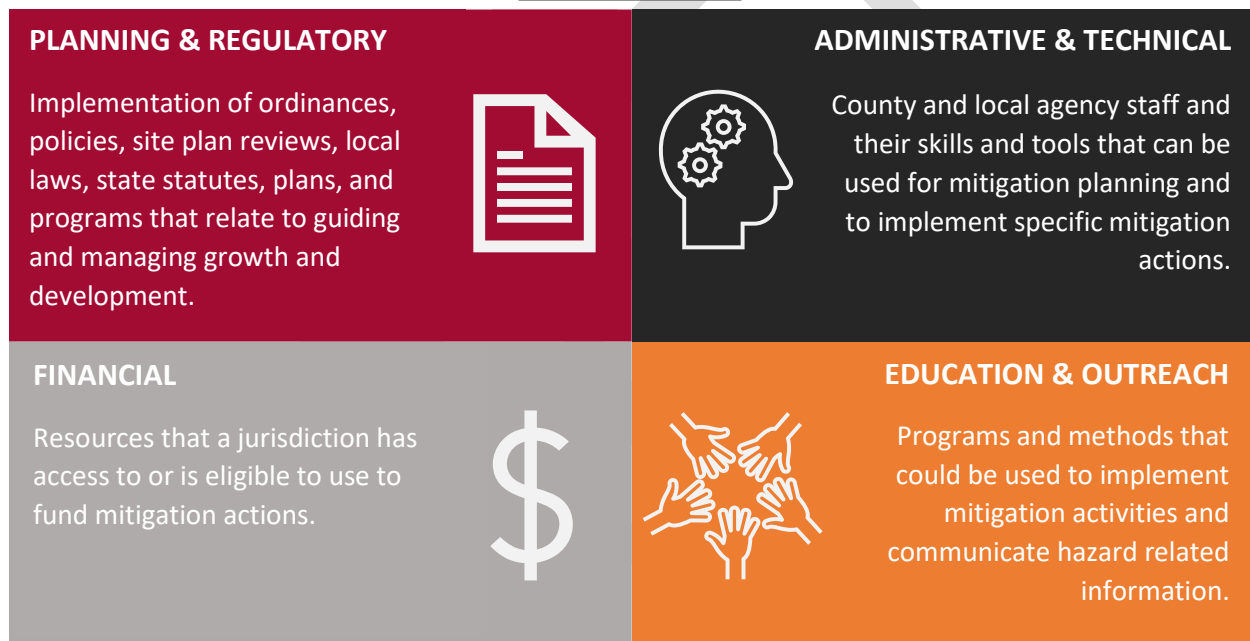 PLANNING & REGULATORY
Implementation of ordinances,
policies, site plan reviews, local
laws, state statutes, plans, and
programs that relate to guiding
and managing growth and
development.
ADMINISTRATIVE & TECHNICAL
County and local agency staff and
their skills and tools that can be
used for mitigation planning and
to implement specific mitigation
actions.
FINANCIAL
Resources that a jurisdiction has
access to or is eligible to use to
fund mitigation actions.
$
EDUCATION & OUTREACH
Programs and methods that
could be used to implement
mitigation activities and
communicate hazard related
information.